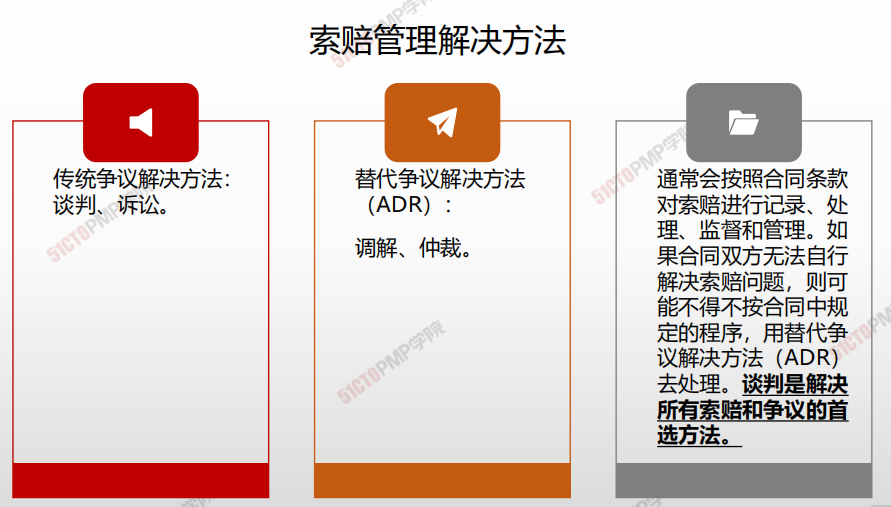 索赔管理解决方法
传统争议解决方法：
谈判、诉讼。
替代争议解决方法
（ADR）：
调解、仲裁。
通常会按照合同条款
对索赔进行记录、处
理、监督和管理。如
果合同双方无法自行
解决索赔问题，则可
能不得不按合同中规
定的程序，用替代争
议解决方法（ADR）
去处理。谈判是解决
所有索赔和争议的首
选方法。
51CTOPMP学院
51CTOPMP学院
51CTOPMP学院
51CTOPMP学院